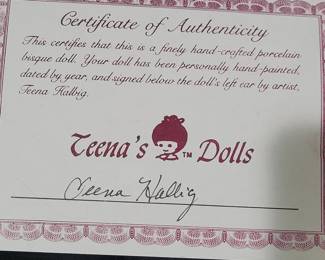 Certificate of Authenticity
This certifies that this is a finely hand-crafted porcelain
bisque doll. Your doll has been personally hand-painted,
dated by year, and signed below the doll's left ear by artist,
Teena Halbig.
Teena's TM Dolls
Teena Halbig